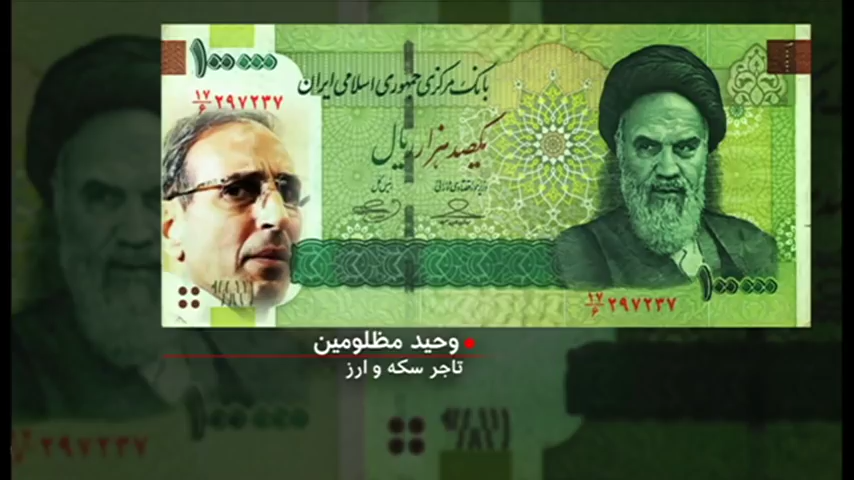 ۱۰۰۰۰۰
۱۷/۶ ۲۹۷۲۳۷
بانک مرکزی جمهوری اسلامی ایران
یکصد هزار ریال
۱۷/۶ ۲۹۷۲۳۷
۱۰۰۰۰۰
وحید مظلومین
تاجر سکه و ارز